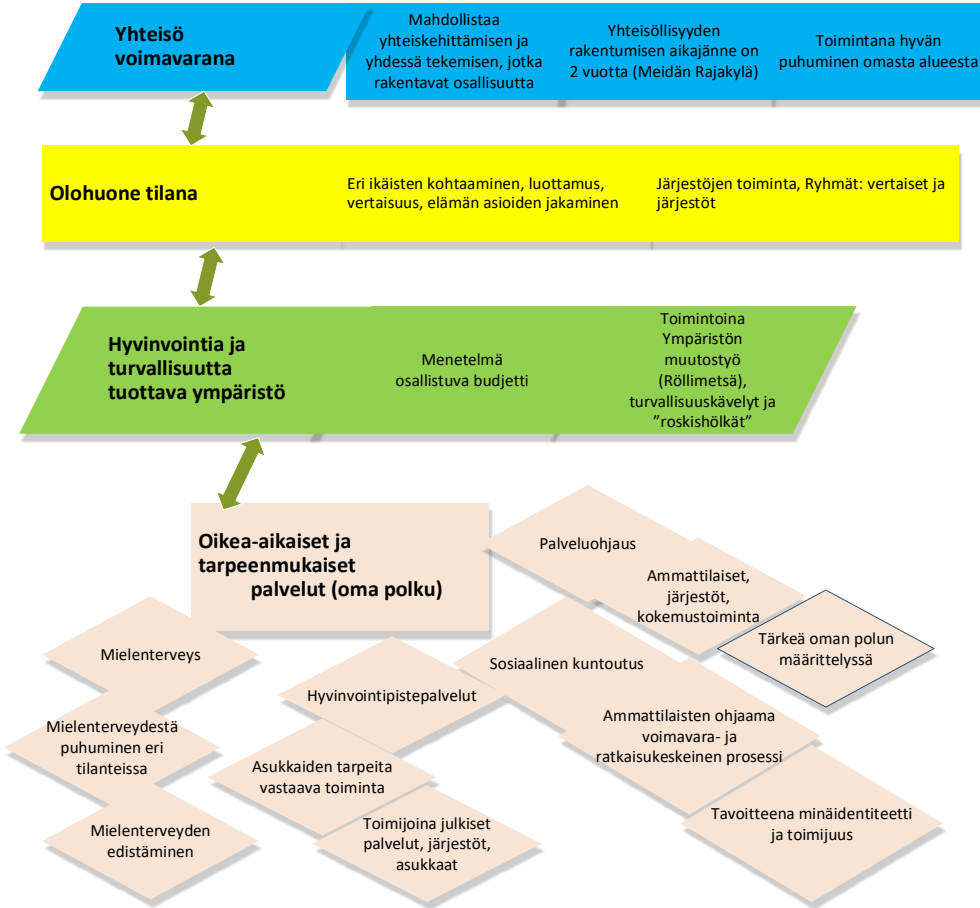 Yhteisö
voimavarana
Mahdollistaa
yhteiskehittämisen ja
yhdessä tekemisen, jotka
rakentavat osallisuutta
Yhteisöllisyyden
rakentumisen aikajänne on
2 vuotta (Meidän Rajakylä)
Toimintana hyvän
puhuminen omasta alueesta
Olohuone tilana
Eri ikäisten kohtaaminen, luottamus,
vertaisuus, elämän asioiden jakaminen
Järjestöjen toiminta, Ryhmät: vertaiset ja
järjestöt
Hyvinvointia ja
turvallisuutta
tuottava ympäristö
Menetelmä
osallistuva budjetti
Toimintoina
Ympäristön
muutostyö
(Röllimetsä),
turvallisuuskävelyt ja
”roskishölkät”
Oikea-aikaiset ja
tarpeenmukaiset
palvelut (oma polku)
Palveluohjaus
Ammattilaiset,
järjestöt,
kokemustoiminta
Tärkeä oman polun
määrittelyssä
Mielenterveys
Mielenterveydestä
puhuminen eri
tilanteissa
Mielenterveyden
edistäminen
Hyvinvointipistepalvelut
Asukkaiden tarpeita
vastaava toiminta
Toimijoina julkiset
palvelut, järjestöt,
asukkaat
Sosiaalinen kuntoutus
Ammattilaisten ohjaama
voimavara- ja
ratkaisukeskeinen prosessi
Tavoitteena minäidentiteetti
ja toimijuus